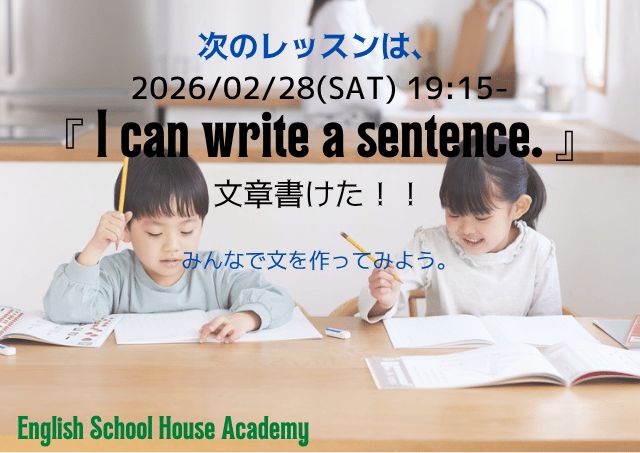 次のレッスンは、
2026/02/28(SAT) 19:15-
『 I can write a sentence. 』
文章書けた！！
みんなで文を作ってみよう。
English School House Academy